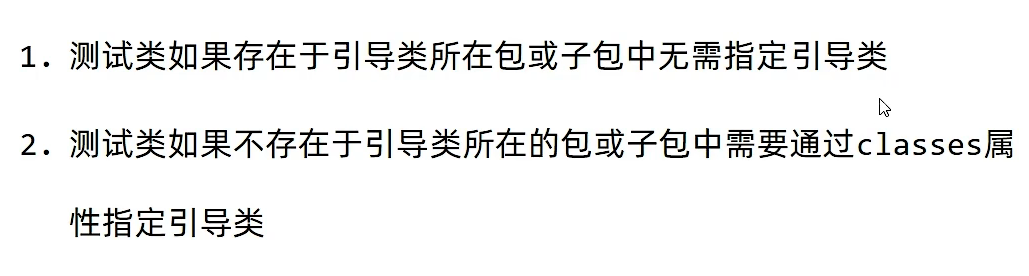 1. 测试类如果存在于引导类所在包或子包中无需指定引导类
2. 测试类如果不存在于引导类所在的包或子包中需要通过classes属
性指定引导类